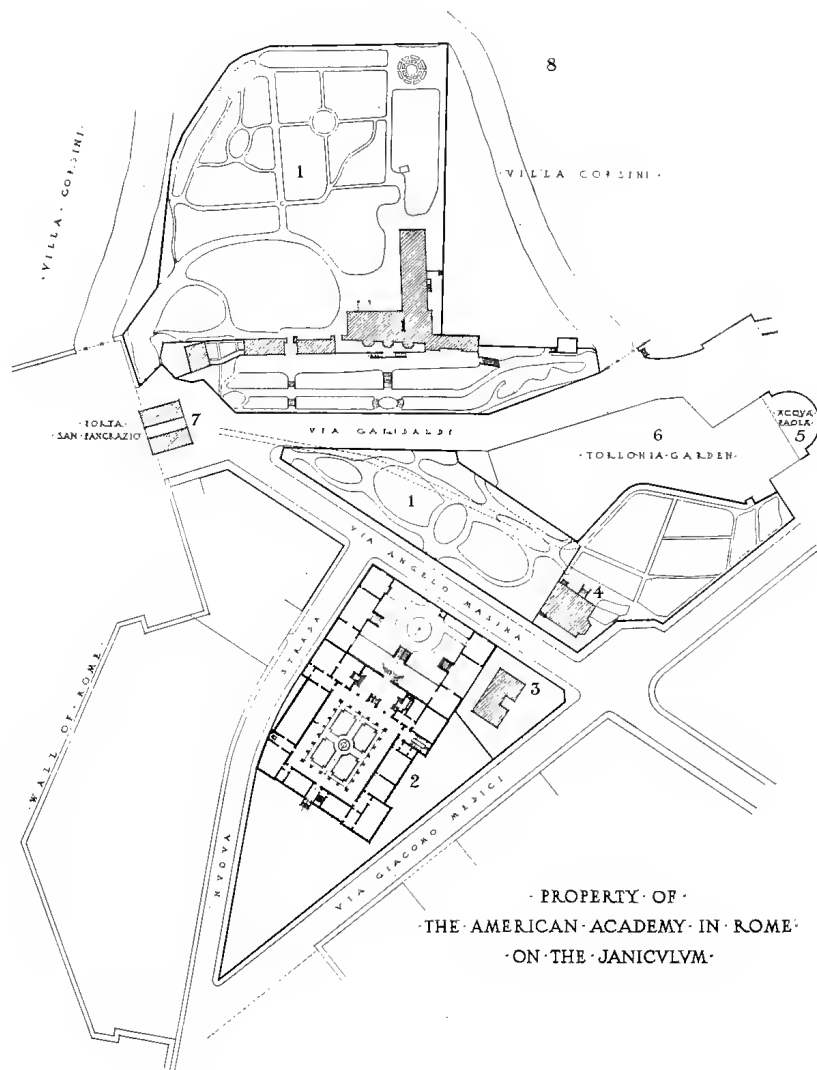 8
· VILLA · CORSINI ·
· VILLA CORSINI ·
1
1
7
· PORTA ·
· SAN PANCRAZIO ·
VIA GARIBALDI
6
· TORLONIA · GARDEN ·
· ACQUA
PAOLA ·
5
1
VIA ANGELO MASINA
4
STRADA
NUOVA
3
2
· WALL OF ROME ·
VIA GIACOMO MEDICI
· PROPERTY · OF ·
· THE · AMERICAN · ACADEMY · IN · ROME ·
· ON · THE · JANICVLVM ·